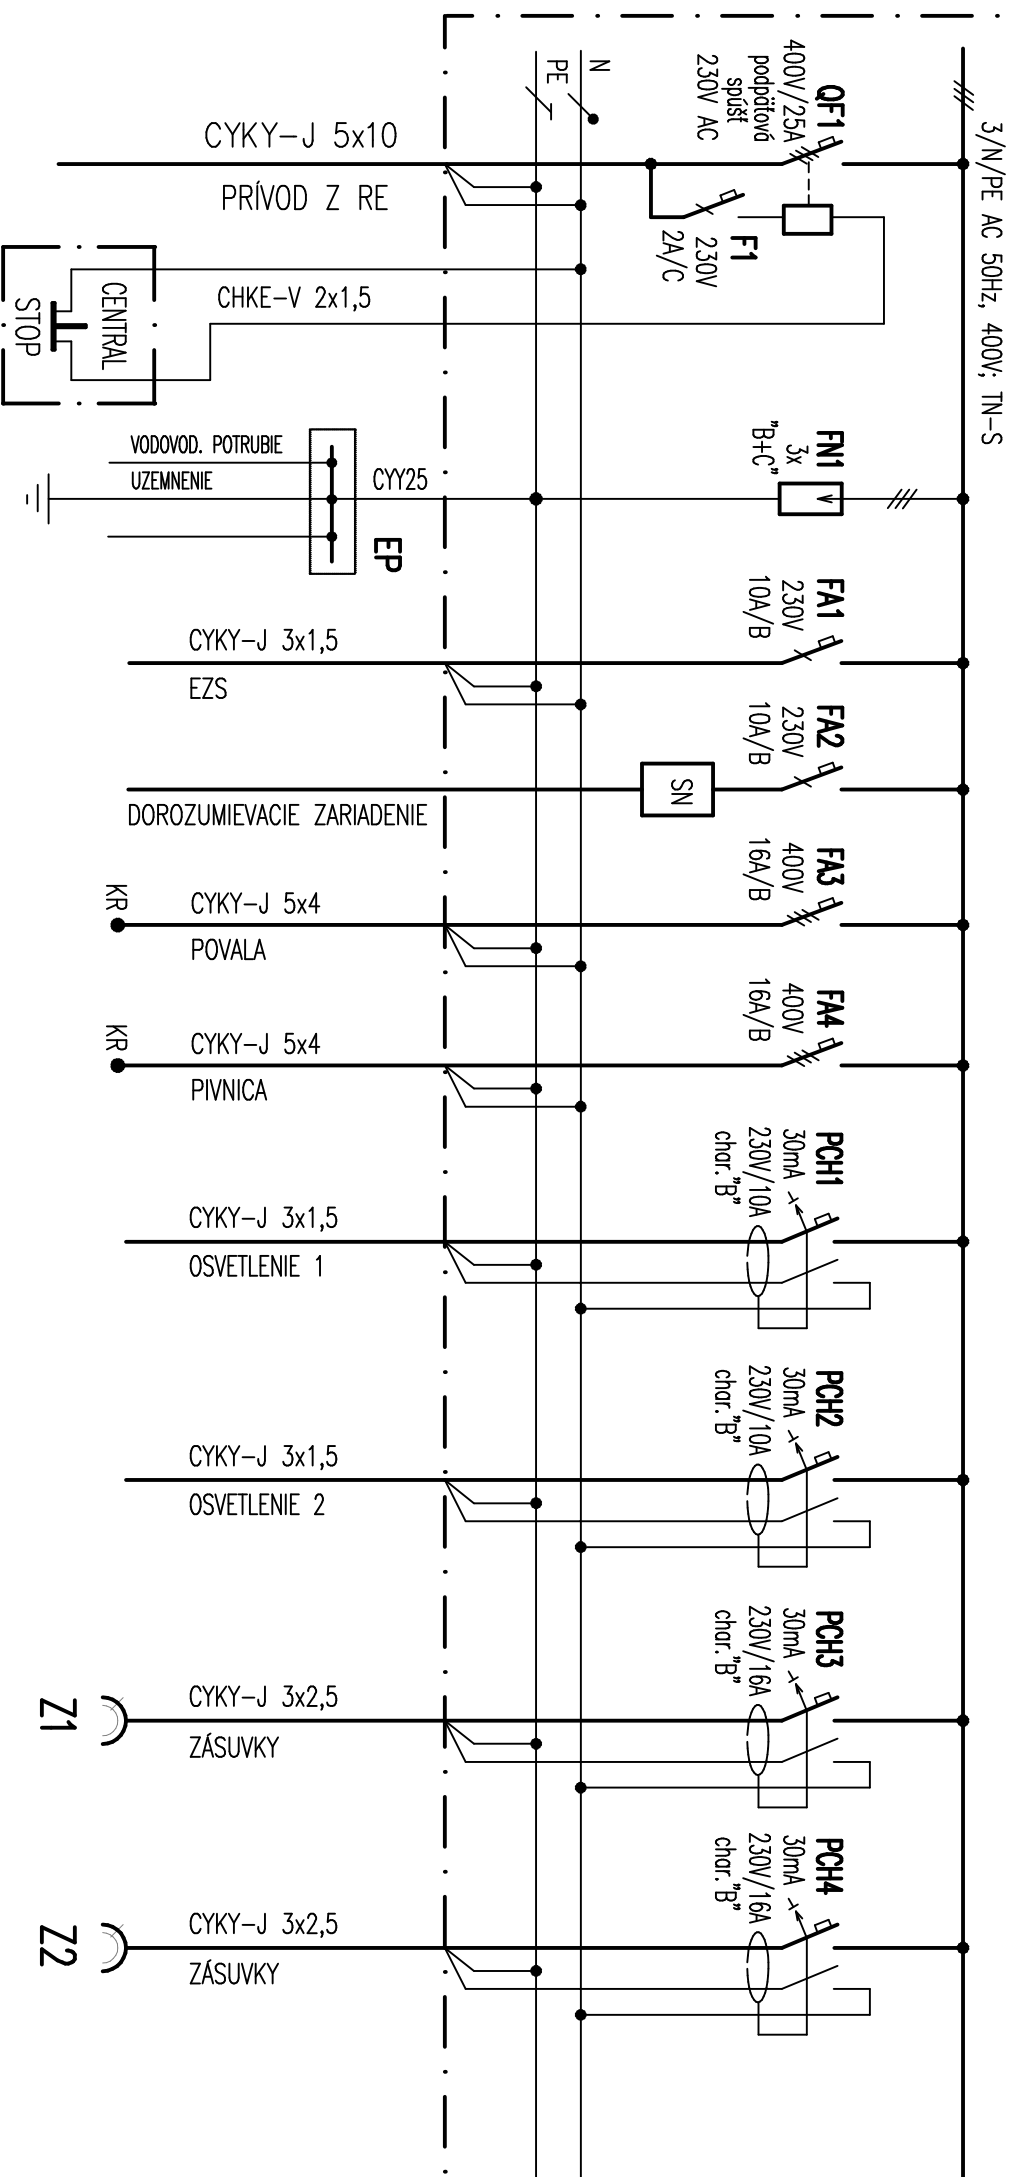 3/N/PE AC 50Hz, 400V; TN-S
N
PE
QF1
400V/25A
podpäťová
spúšť
230V AC
F1
230V
2A/C
CYKY-J 5x10
PRÍVOD Z RE
CHKE-V 2x1,5
CENTRAL
STOP
FN1
3x
"B+C"
VODOVOD. POTRUBIE
UZEMNENIE
CYY25
EP
FA1
230V
10A/B
CYKY-J 3x1,5
EZS
FA2
230V
10A/B
SN
DOROZUMIEVACIE ZARIADENIE
FA3
400V
16A/B
CYKY-J 5x4
POVALA
KR
FA4
400V
16A/B
CYKY-J 5x4
PIVNICA
KR
PCH1
30mA
230V/10A
char."B"
CYKY-J 3x1,5
OSVETLENIE 1
PCH2
30mA
230V/10A
char."B"
CYKY-J 3x1,5
OSVETLENIE 2
PCH3
30mA
230V/16A
char."B"
CYKY-J 3x2,5
ZÁSUVKY
Z1
PCH4
30mA
230V/16A
char."B"
CYKY-J 3x2,5
ZÁSUVKY
Z2